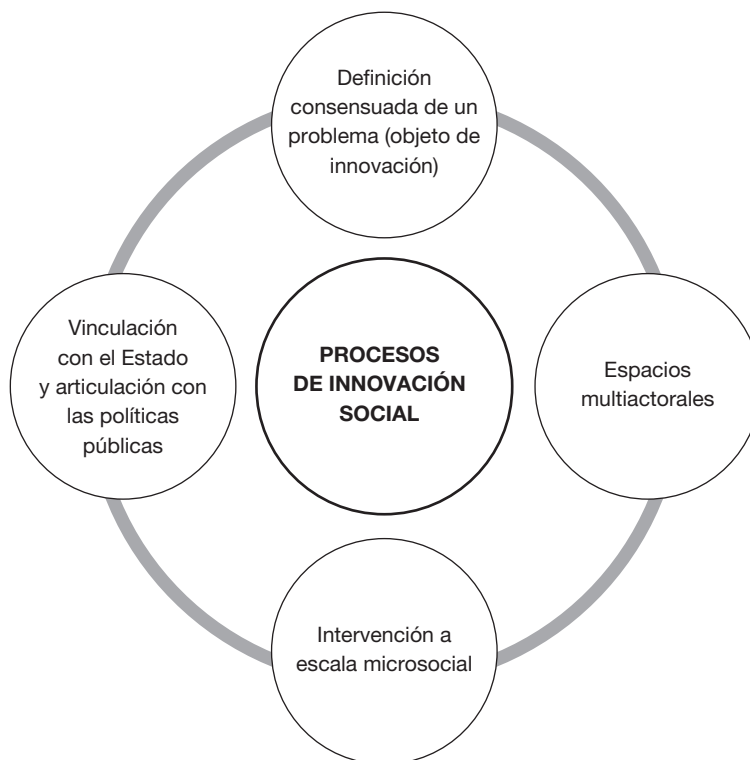 Definición
consensuada de un
problema (objeto de
innovación)
Vinculación
con el Estado
y articulación con
las políticas
públicas
PROCESOS
DE INNOVACIÓN
SOCIAL
Espacios
multiactorales
Intervención a
escala microsocial